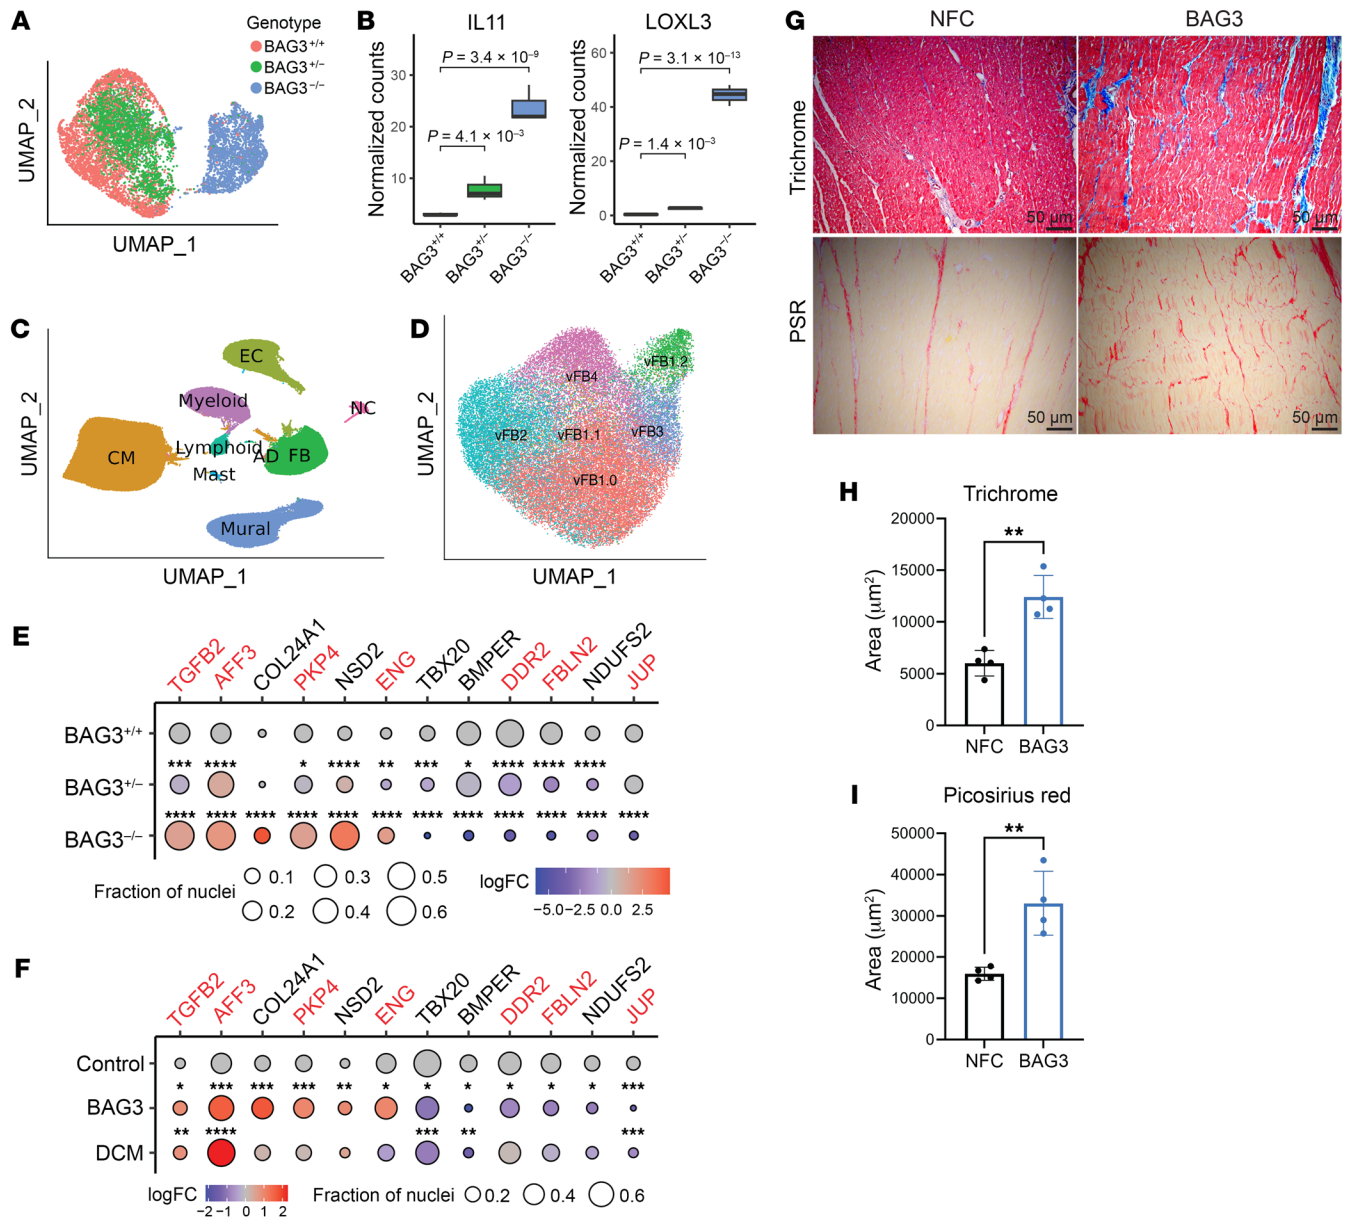 A
Genotype
BAG3+/+
BAG3+/−
BAG3−/−
UMAP_2
UMAP_1
B
IL11
Normalized counts
30
20
10
P = 3.4 × 10−9
P = 4.1 × 10−3
BAG3+/+
BAG3+/−
BAG3−/−
LOXL3
Normalized counts
60
40
20
0
P = 3.1 × 10−13
P = 1.4 × 10−3
BAG3+/+
BAG3+/−
BAG3−/−
G
NFC
BAG3
Trichrome
50 µm
50 µm
PSR
50 µm
50 µm
C
UMAP_2
EC
Myeloid
NC
Lymphoid
CM
AD
FB
Mast
Mural
UMAP_1
D
UMAP_2
vFB1.2
vFB4
vFB2
vFB1.1
vFB3
vFB1.0
UMAP_1
H
Trichrome
Area (µm2)
20000
15000
10000
5000
0
**
NFC
BAG3
E
TGFB2
AFF3
COL24A1
PKP4
NSD2
ENG
TBX20
BMPER
DDR2
FBLN2
NDUFS2
JUP
BAG3+/+
*** **** * **** ** *** * **** **** ****
BAG3+/−
**** **** **** **** **** **** **** **** **** **** **** ****
BAG3−/−
Fraction of nuclei
0.1 0.3 0.5
0.2 0.4 0.6
logFC
−5.0 −2.5 0.0 2.5
I
Picosirius red
Area (µm2)
50000
40000
30000
20000
10000
0
**
NFC
BAG3
F
TGFB2
AFF3
COL24A1
PKP4
NSD2
ENG
TBX20
BMPER
DDR2
FBLN2
NDUFS2
JUP
Control
* *** *** *** ** * * * * * * ***
BAG3
** **** *** ** ***
DCM
logFC
−2 −1 0 1 2
Fraction of nuclei
0.2 0.4 0.6